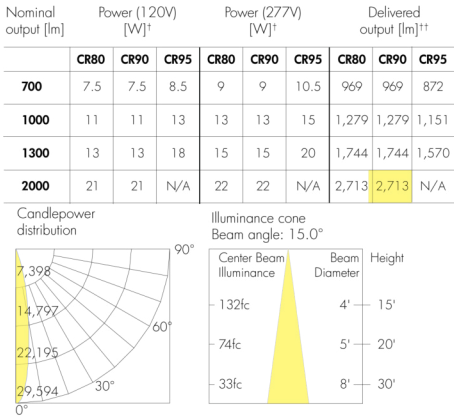 Nominal output [lm] Power (120V) [W]† Power (277V) [W]† Delivered output [lm]††
CR80 CR90 CR95 CR80 CR90 CR95 CR80 CR90 CR95
700 7.5 7.5 8.5 9 9 10.5 969 969 872
1000 11 11 13 13 13 15 1,279 1,279 1,151
1300 13 13 18 15 15 20 1,744 1,744 1,570
2000 21 21 N/A 22 22 N/A 2,713 2,713 N/A
Candlepower
distribution
90°
7,398
14,797
60°
22,195
30°
29,594
0°
Illuminance cone
Beam angle: 15.0°
Center Beam Illuminance Beam Diameter Height
132fc 4' 15'
74fc 5' 20'
33fc 8' 30'